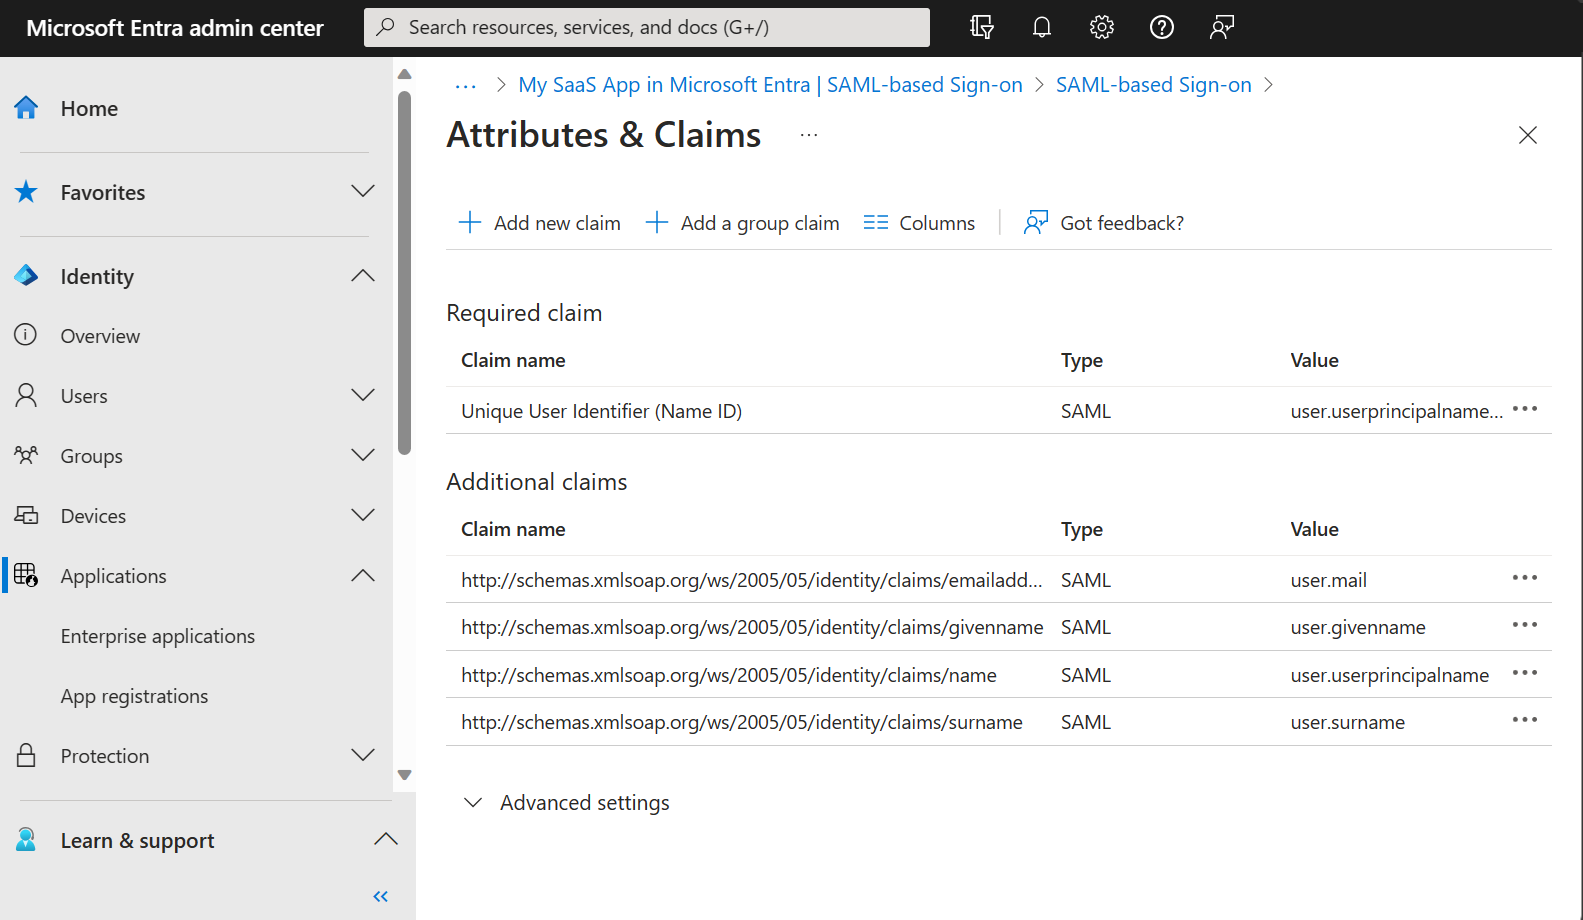 Microsoft Entra admin center
Search resources, services, and docs (G+/)
Home
Favorites
Identity
Overview
Users
Groups
Devices
Applications
Enterprise applications
App registrations
Protection
Learn & support
... > My SaaS App in Microsoft Entra | SAML-based Sign-on > SAML-based Sign-on >
Attributes & Claims ...
Add new claim Add a group claim Columns Got feedback?
Required claim
Claim name Type Value
Unique User Identifier (Name ID) SAML user.userprincipalname... ...
Additional claims
Claim name Type Value
http://schemas.xmlsoap.org/ws/2005/05/identity/claims/emailadd... SAML user.mail ...
http://schemas.xmlsoap.org/ws/2005/05/identity/claims/givenname SAML user.givenname ...
http://schemas.xmlsoap.org/ws/2005/05/identity/claims/name SAML user.userprincipalname ...
http://schemas.xmlsoap.org/ws/2005/05/identity/claims/surname SAML user.surname ...
Advanced settings